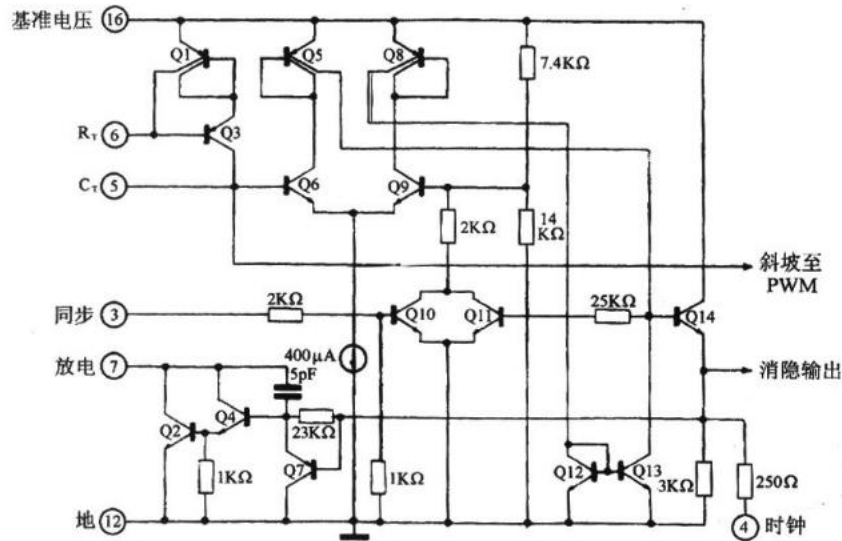 基准电压 16
Q1
Q5
Q8
7.4KΩ
R_T 6
Q3
C_T 5
Q6
Q9
2KΩ
14
KΩ
斜坡至
PWM
同步 3
2KΩ
Q10
Q11
25KΩ
Q14
放电 7
400μA
5pF
消隐输出
Q2
Q4
23KΩ
1KΩ
Q7
1KΩ
Q12
Q13
3KΩ
250Ω
地 12
4 时钟